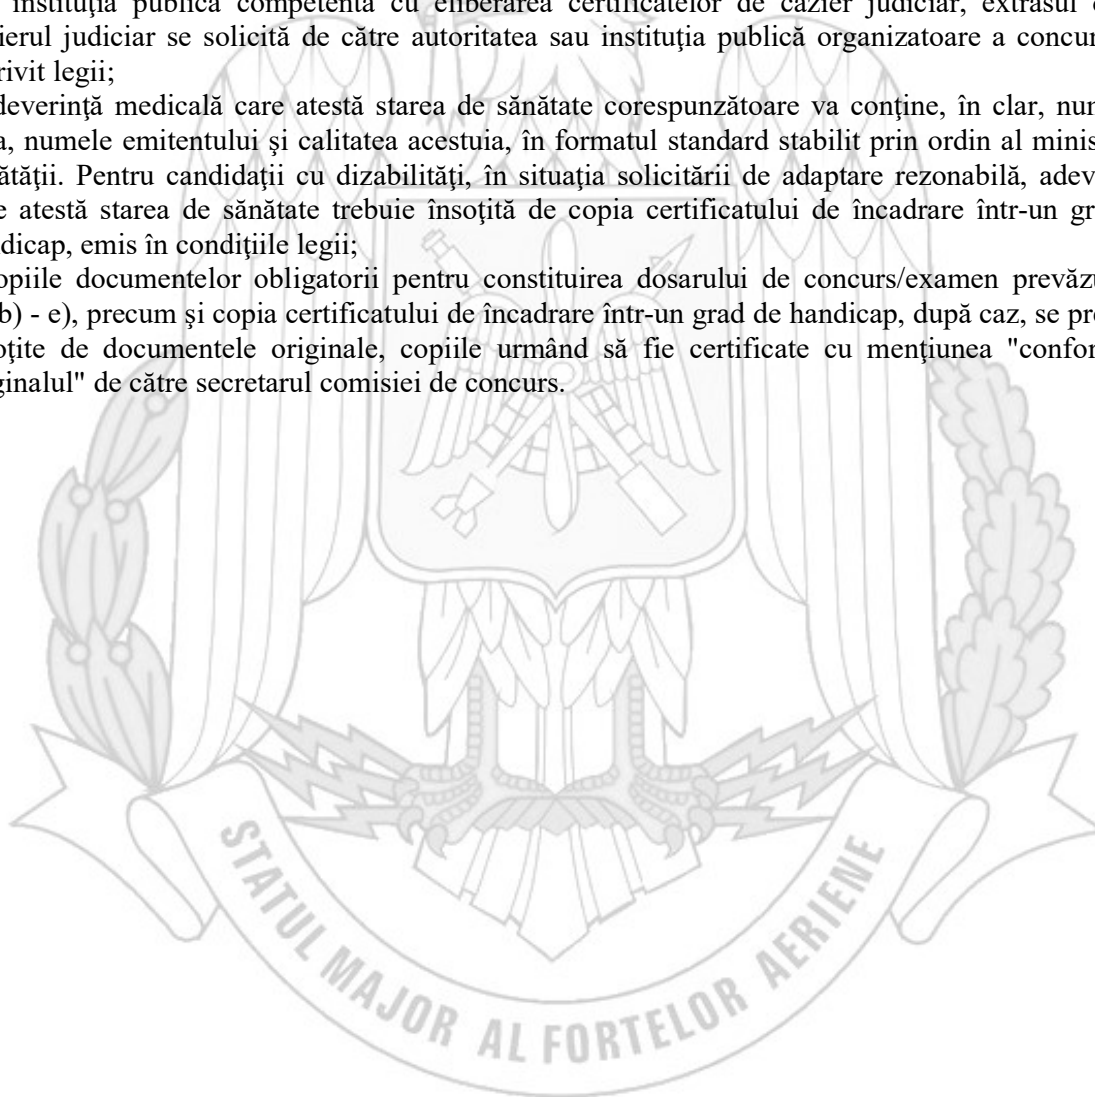 instituţia publică competentă cu eliberarea certificatelor de cazier judiciar, extrasul
ierul judiciar se solicită de către autoritatea sau instituţia publică organizatoare a concur
rivit legii;
deverinţă medicală care atestă starea de sănătate corespunzătoare va conţine, în clar, num
a, numele emitentului şi calitatea acestuia, în formatul standard stabilit prin ordin al minis
ătăţii. Pentru candidaţii cu dizabilităţi, în situaţia solicitării de adaptare rezonabilă, adev
e atestă starea de sănătate trebuie însoţită de copia certificatului de încadrare într-un gr
dicap, emis în condiţiile legii;
opiile documentelor obligatorii pentru constituirea dosarului de concurs/examen prevăzu
b) - e), precum şi copia certificatului de încadrare într-un grad de handicap, după caz, se pre
oţite de documentele originale, copiile urmând să fie certificate cu menţiunea "confor
ginalul" de către secretarul comisiei de concurs.
STATUL MAJOR AL FORTELOR AERIENE